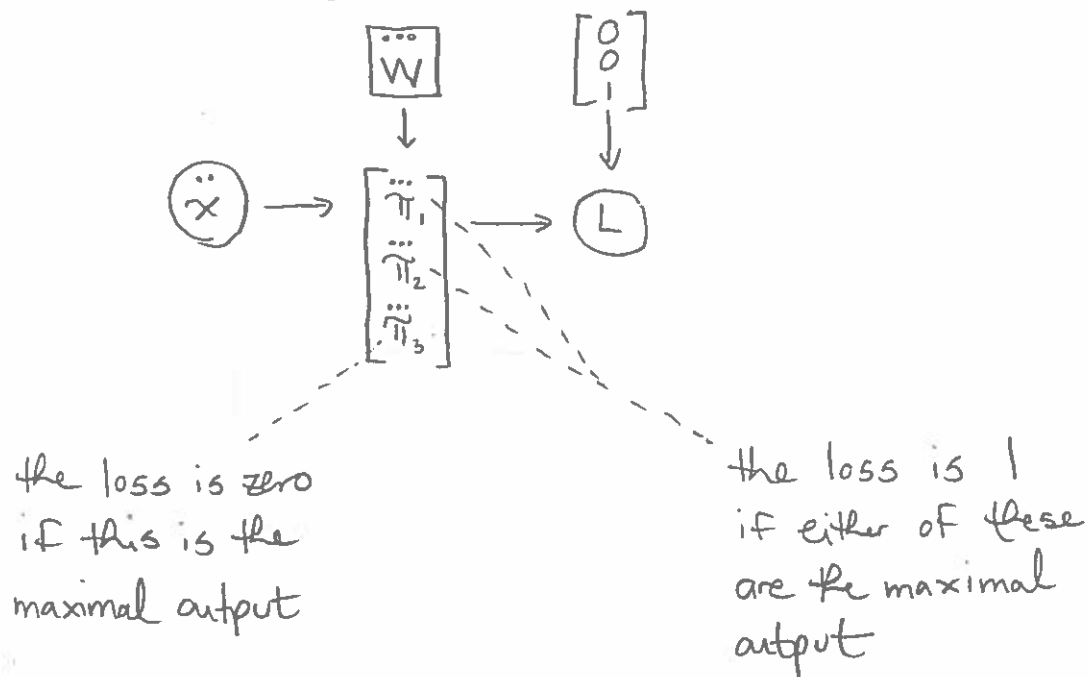 W
0
0
1
x
π₁
L
π₂
π₃
the loss is zero
if this is the
maximal output
the loss is 1
if either of these
are the maximal
output